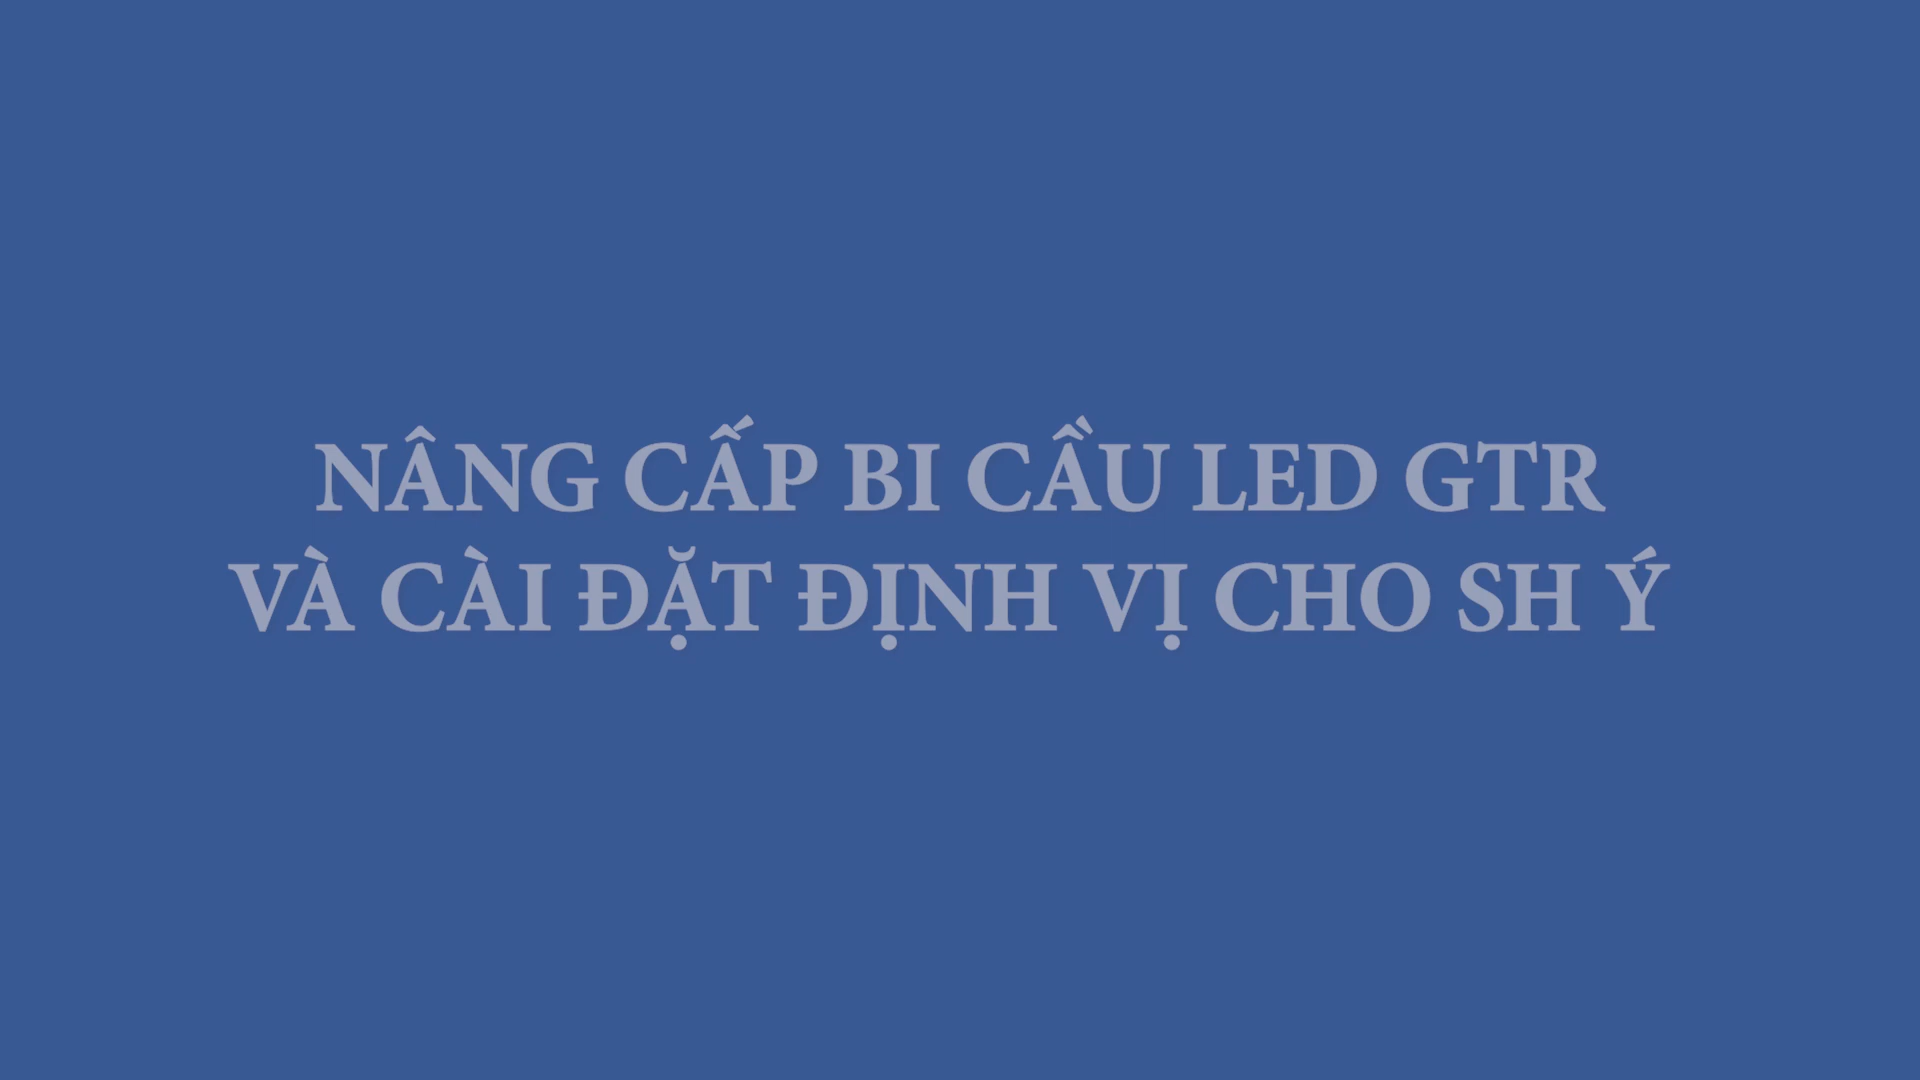 NÂNG CẤP BI CẦU LED GTR
VÀ CÀI ĐẶT ĐỊNH VỊ CHO SH Ý